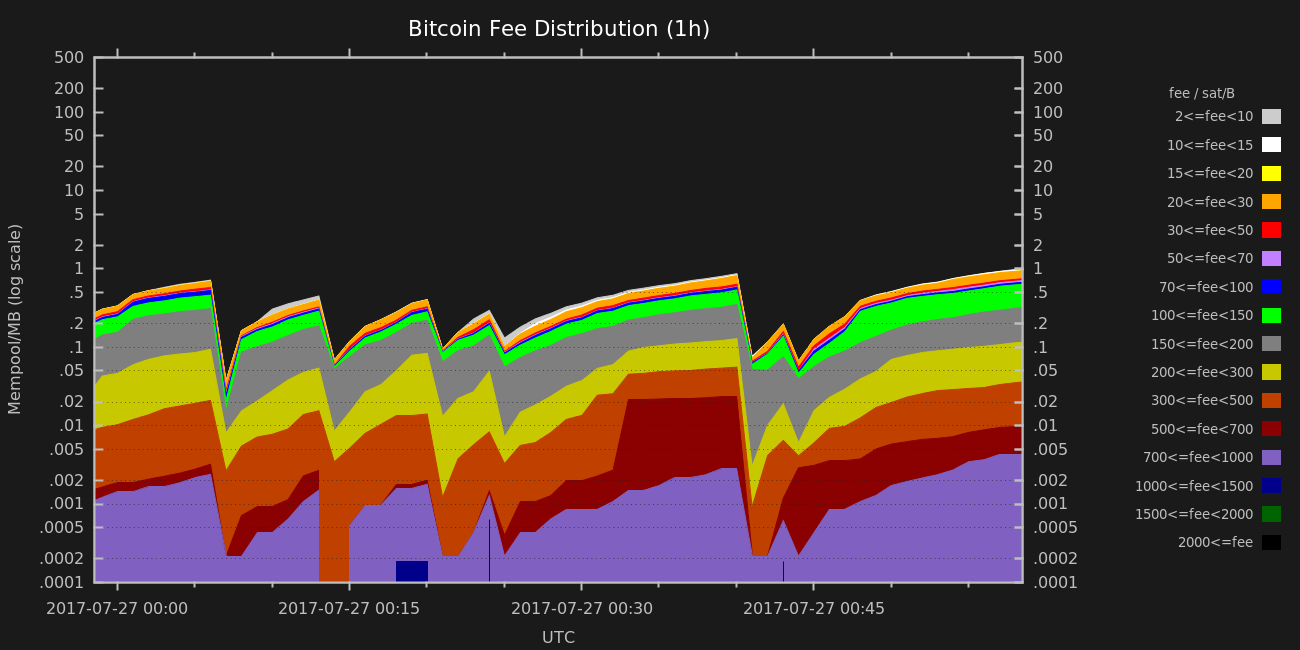 Bitcoin Fee Distribution (1h)
Mempool/MB (log scale)
500
200
100
50
20
10
5
2
1
.5
.2
.1
.05
.02
.01
.005
.002
.001
.0005
.0002
.0001
500
200
100
50
20
10
5
2
1
.5
.2
.1
.05
.02
.01
.005
.002
.001
.0005
.0002
.0001
2017-07-27 00:00 2017-07-27 00:15 2017-07-27 00:30 2017-07-27 00:45
UTC
fee / sat/B
2<=fee<10
10<=fee<15
15<=fee<20
20<=fee<30
30<=fee<50
50<=fee<70
70<=fee<100
100<=fee<150
150<=fee<200
200<=fee<300
300<=fee<500
500<=fee<700
700<=fee<1000
1000<=fee<1500
1500<=fee<2000
2000<=fee